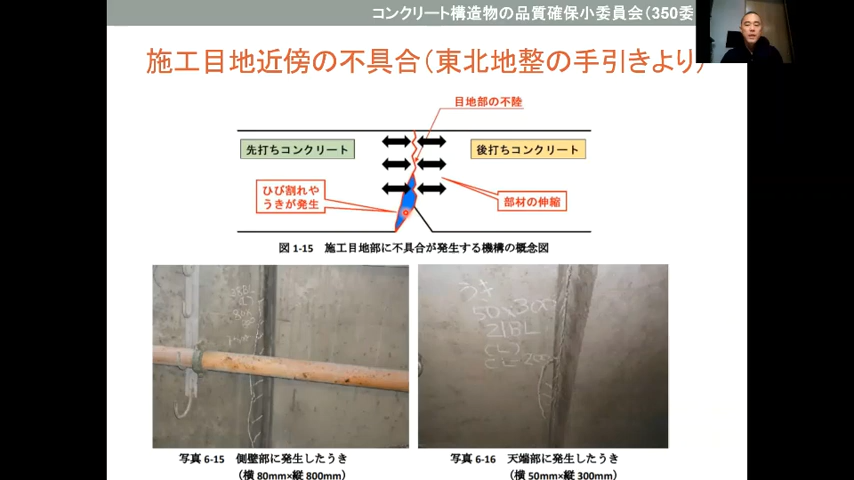 コンクリート構造物の品質確保小委員会（350委
施工目地近傍の不具合（東北地整の手引きより）
目地部の不陸
先打ちコンクリート
後打ちコンクリート
ひび割れや
うきが発生
部材の伸縮
図 1-15 施工目地部に不具合が発生する機構の概念図
うき
50×300
21BL
写真 6-15 側壁部に発生したうき
（横 80mm×縦 800mm）
写真 6-16 天端部に発生したうき
（横 50mm×縦 300mm）